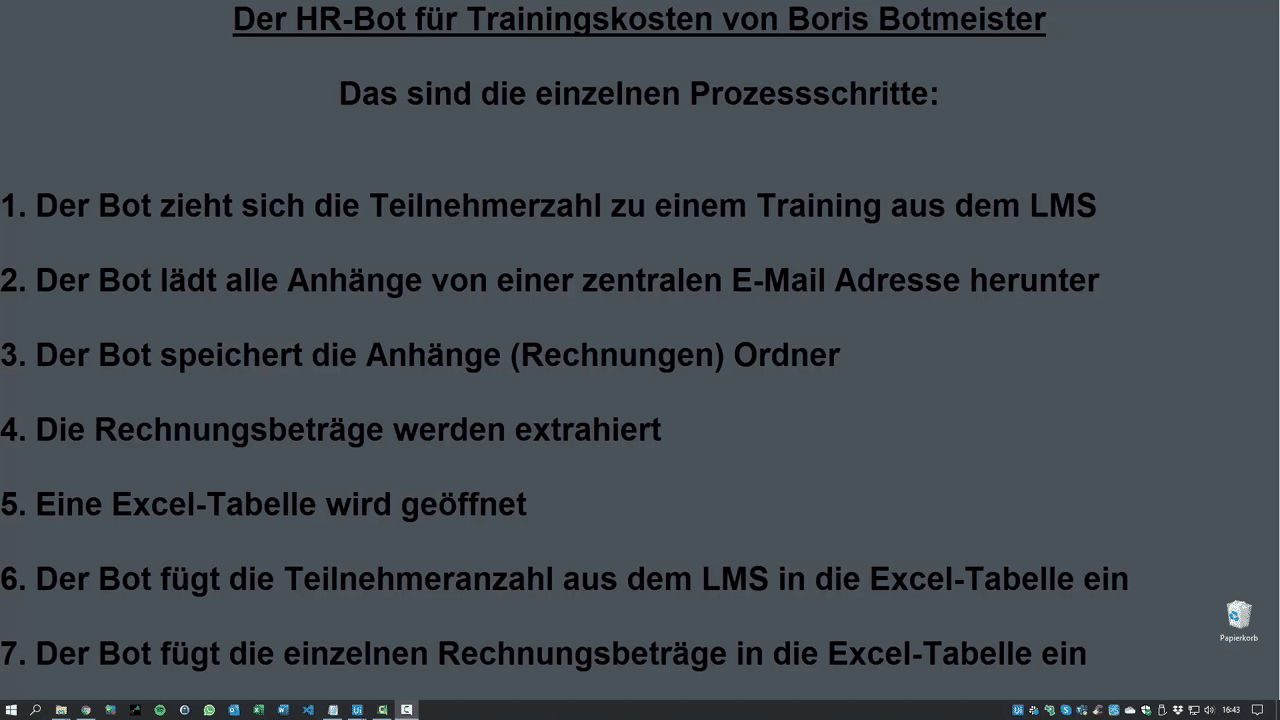 Der HR-Bot für Trainingskosten von Boris Botmeister
Das sind die einzelnen Prozessschritte:
1. Der Bot zieht sich die Teilnehmerzahl zu einem Training aus dem LMS
2. Der Bot lädt alle Anhänge von einer zentralen E-Mail Adresse herunter
3. Der Bot speichert die Anhänge (Rechnungen) Ordner
4. Die Rechnungsbeträge werden extrahiert
5. Eine Excel-Tabelle wird geöffnet
6. Der Bot fügt die Teilnehmeranzahl aus dem LMS in die Excel-Tabelle ein
Papierkorb
7. Der Bot fügt die einzelnen Rechnungsbeträge in die Excel-Tabelle ein
16:43